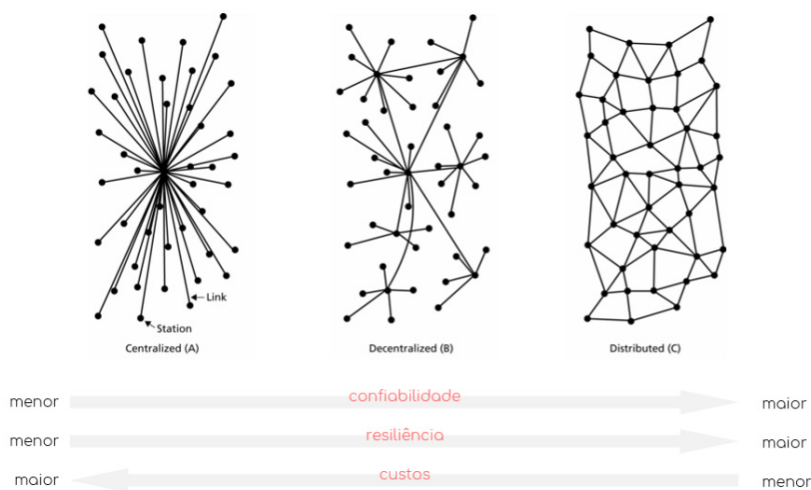 Link
Station
Centralized (A)
Decentralized (B)
Distributed (C)
menor confiabilidade maior
menor resiliência maior
maior custos menor